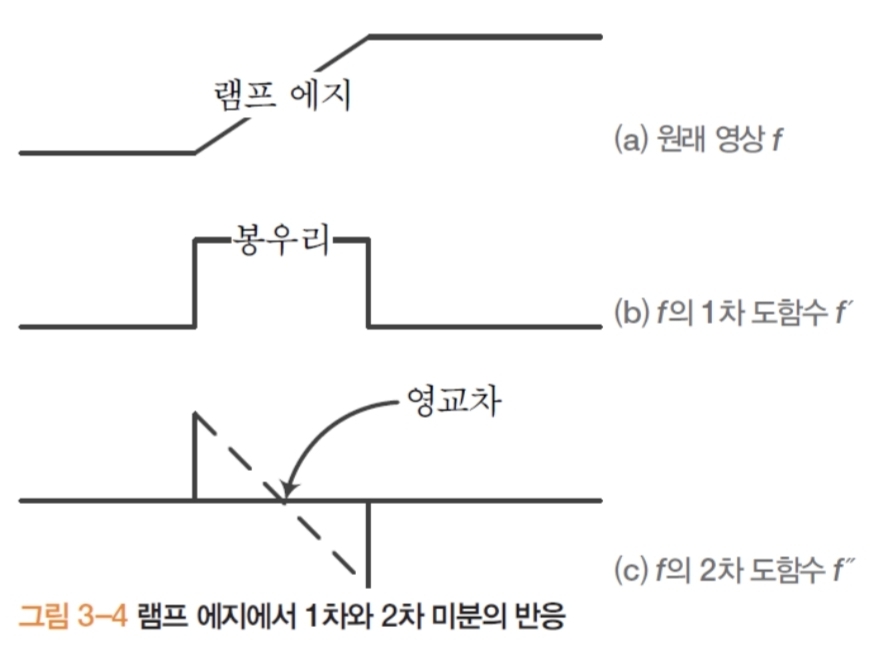 램프 에지
(a) 원래 영상 f
봉우리
(b) f의 1차 도함수 f′
영교차
(c) f의 2차 도함수 f″
그림 3-4 램프 에지에서 1차와 2차 미분의 반응